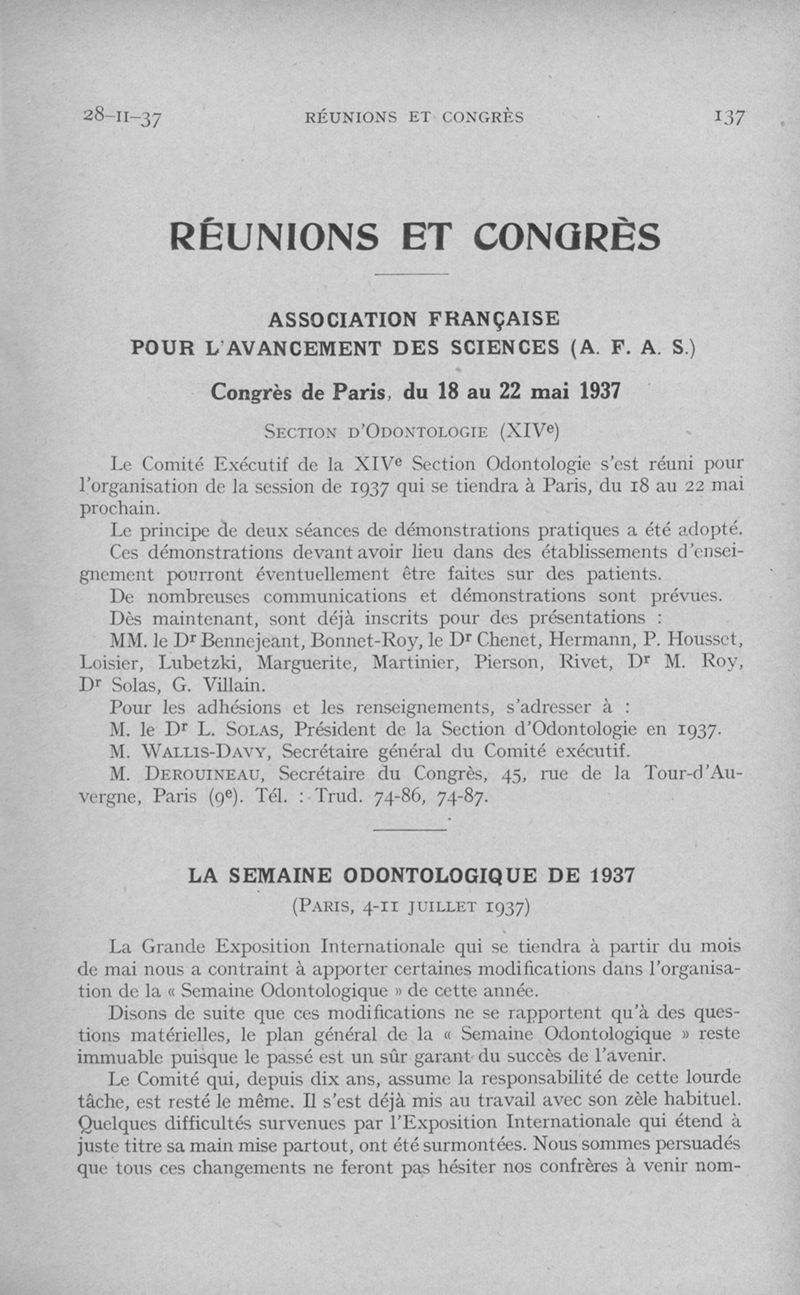 28-11-37 RÉUNIONS ET CONGRÈS 137
RÉUNIONS ET CONGRÈS
ASSOCIATION FRANÇAISE
POUR L'AVANCEMENT DES SCIENCES (A. F. A. S.)
Congrès de Paris, du 18 au 22 mai 1937
SECTION D'ODONTOLOGIE (XIVe)
Le Comité Exécutif de la XIVe Section Odontologie s'est réuni pour
l'organisation de la session de 1937 qui se tiendra à Paris, du 18 au 22 mai
prochain.
Le principe de deux séances de démonstrations pratiques a été adopté.
Ces démonstrations devant avoir lieu dans des établissements d'ensei-
gnement pourront éventuellement être faites sur des patients.
De nombreuses communications et démonstrations sont prévues.
Dès maintenant, sont déjà inscrits pour des présentations :
MM. le Dr Bennejeant, Bonnet-Roy, le Dr Chenet, Hermann, P. Housset,
Loisier, Lubetzki, Marguerite, Martinier, Pierson, Rivet, Dr M. Roy,
Dr Solas, G. Villain.
Pour les adhésions et les renseignements, s'adresser à :
M. le Dr L. SOLAS, Président de la Section d'Odontologie en 1937.
M. WALLIS-DAVY, Secrétaire général du Comité exécutif.
M. DEROUINEAU, Secrétaire du Congrès, 45, rue de la Tour-d'Au-
vergne, Paris (9e). Tél. : Trud. 74-86, 74-87.
LA SEMAINE ODONTOLOGIQUE DE 1937
(PARIS, 4-11 JUILLET 1937)
La Grande Exposition Internationale qui se tiendra à partir du mois
de mai nous a contraint à apporter certaines modifications dans l'organisa-
tion de la « Semaine Odontologique » de cette année.
Disons de suite que ces modifications ne se rapportent qu'à des ques-
tions matérielles, le plan général de la « Semaine Odontologique » reste
immuable puisque le passé est un sûr garant du succès de l'avenir.
Le Comité qui, depuis dix ans, assume la responsabilité de cette lourde
tâche, est resté le même. Il s'est déjà mis au travail avec son zèle habituel.
Quelques difficultés survenues par l'Exposition Internationale qui étend à
juste titre sa main mise partout, ont été surmontées. Nous sommes persuadés
que tous ces changements ne feront pas hésiter nos confrères à venir nom-